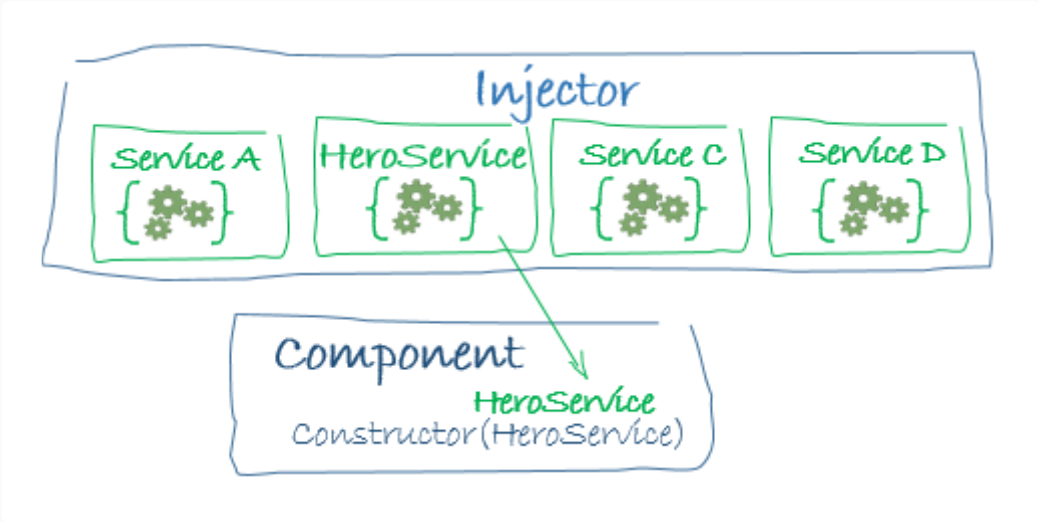 Injector
Service A
HeroService
Service C
Service D
Component
HeroService
Constructor(HeroService)